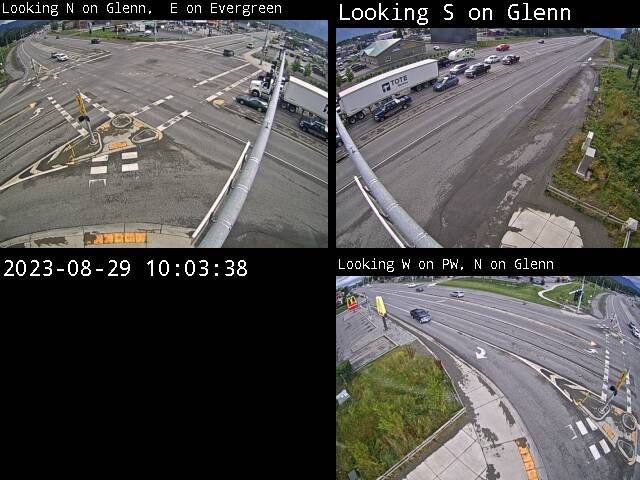 Looking N on Glenn, E on Evergreen
Looking S on Glenn
TOTE
2023-08-29 10:03:38
Looking W on PW, N on Glenn